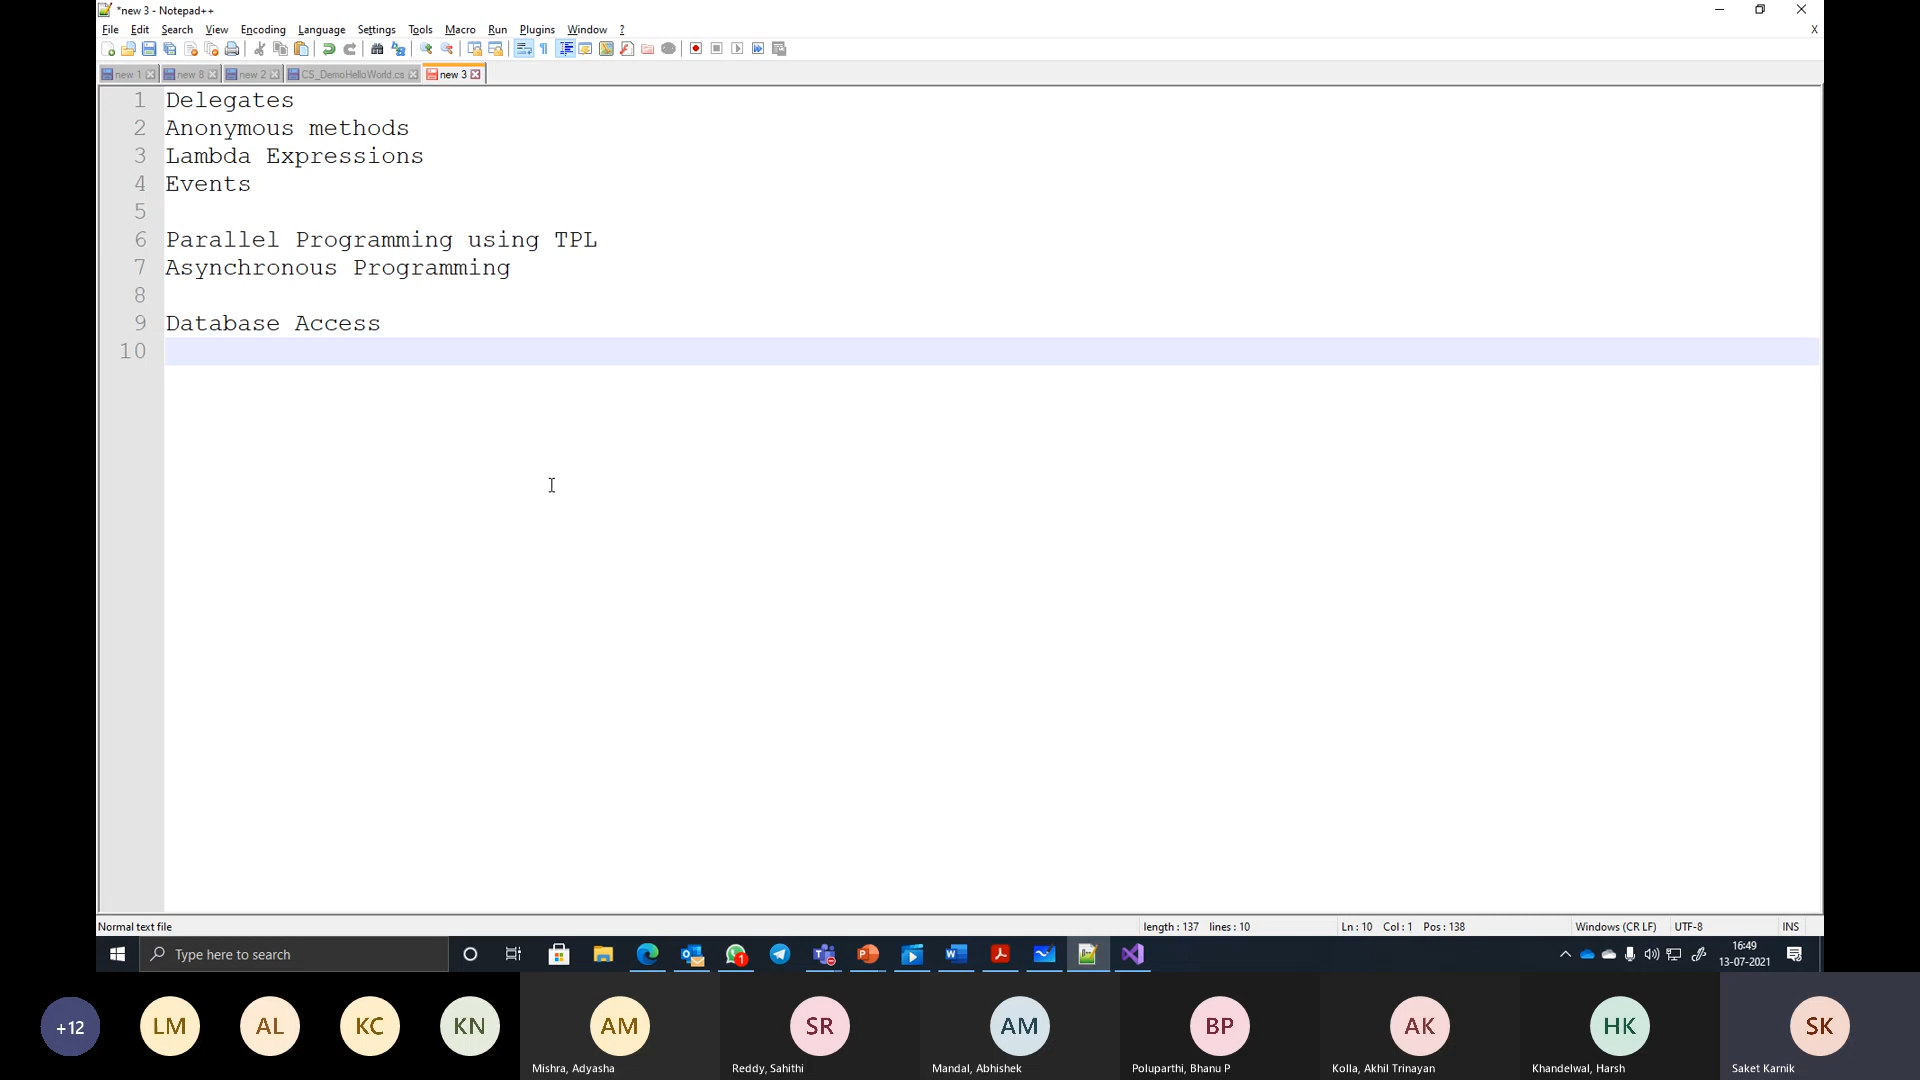 *new 3 - Notepad++
File Edit Search View Encoding Language Settings Tools Macro Run Plugins Window ?
X
new 1 new 8 new 2 CS_DemoHelloWorld.cs new 3
1 Delegates
2 Anonymous methods
3 Lambda Expressions
4 Events
5
6 Parallel Programming using TPL
7 Asynchronous Programming
8
9 Database Access
10
Normal text file length : 137 lines : 10 Ln : 10 Col : 1 Pos : 138 Windows (CR LF) UTF-8 INS
Type here to search
1
16:49
13-07-2021
+12 LM AL KC KN AM SR AM BP AK HK SK
Mishra, Adyasha Reddy, Sahithi Mandal, Abhishek Poluparthi, Bhanu P Kolla, Akhil Trinayan Khandelwal, Harsh Saket Karnik